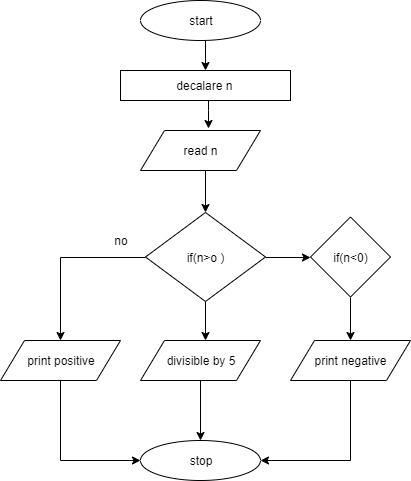 start
decalare n
read n
no
if(n>o )
if(n<0)
print positive
divisible by 5
print negative
stop